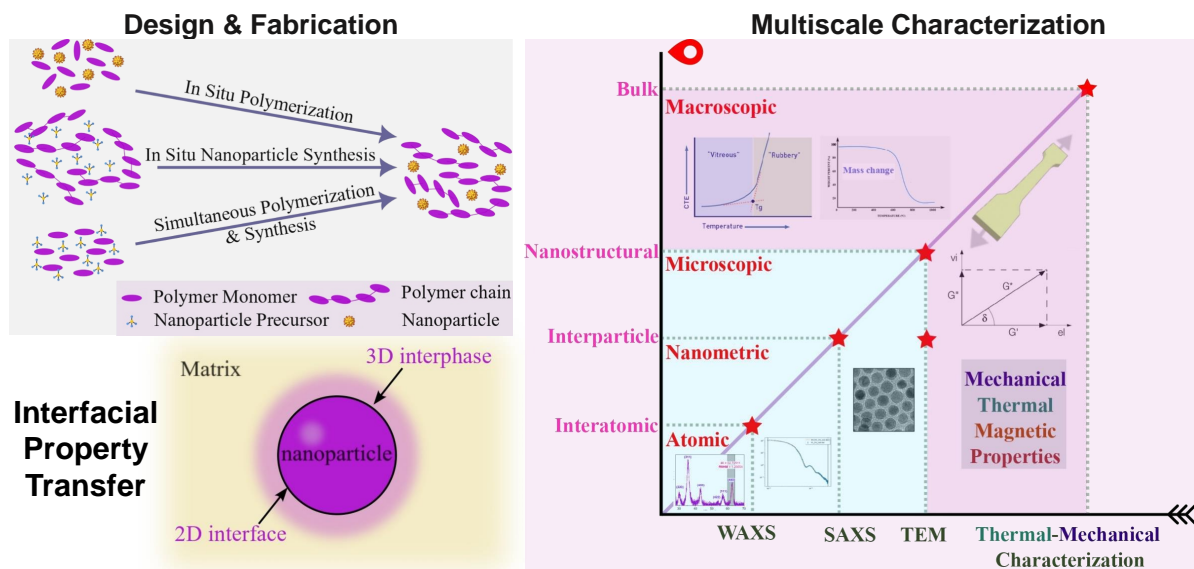 Design & Fabrication
In Situ Polymerization
In Situ Nanoparticle Synthesis
Simultaneous Polymerization
& Synthesis
Polymer Monomer
Polymer chain
Nanoparticle Precursor
Nanoparticle
Interfacial
Property
Transfer
Matrix
3D interphase
nanoparticle
2D interface
Multiscale Characterization
Bulk
Macroscopic
"Vitreous"
"Rubbery"
CTE
Tg
Temperature
Mass change
Nanostructural
Microscopic
vi
G"
G*
δ
G'
el
Interparticle
Nanometric
Mechanical
Thermal
Magnetic
Properties
Interatomic
Atomic
WAXS
SAXS
TEM
Thermal-Mechanical
Characterization